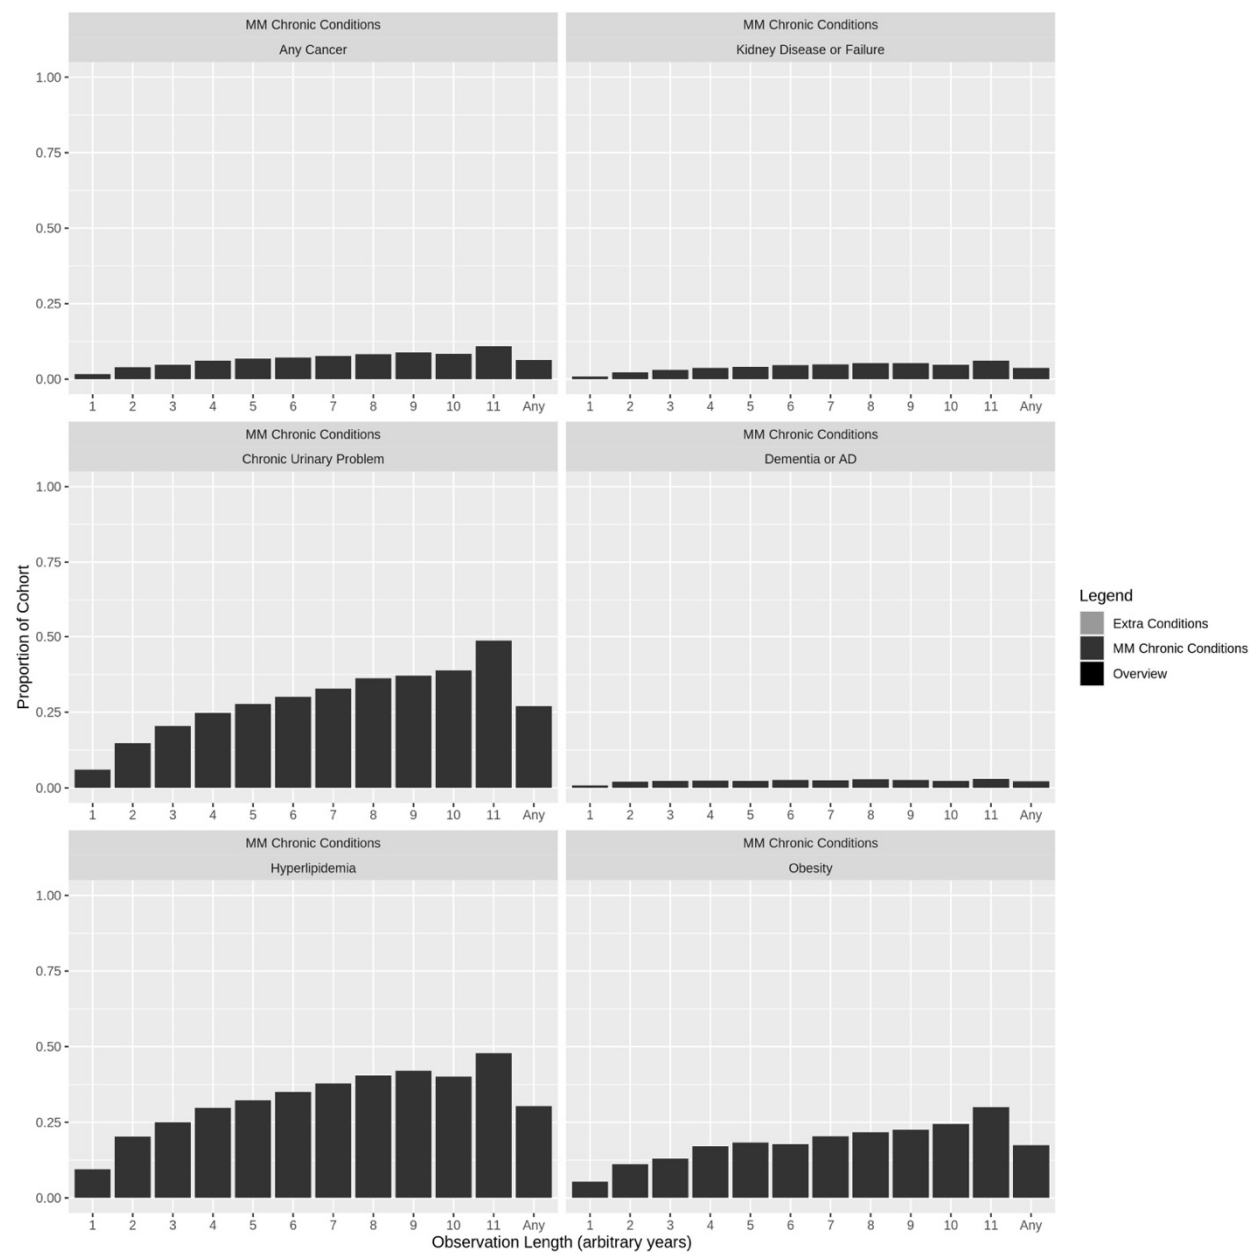 MM Chronic Conditions
Any Cancer
MM Chronic Conditions
Kidney Disease or Failure
1.00
0.75
0.50
0.25
0.00
1 2 3 4 5 6 7 8 9 10 11 Any
1 2 3 4 5 6 7 8 9 10 11 Any
MM Chronic Conditions
Chronic Urinary Problem
MM Chronic Conditions
Dementia or AD
1.00
0.75
0.50
0.25
0.00
1 2 3 4 5 6 7 8 9 10 11 Any
1 2 3 4 5 6 7 8 9 10 11 Any
MM Chronic Conditions
Hyperlipidemia
MM Chronic Conditions
Obesity
1.00
0.75
0.50
0.25
0.00
1 2 3 4 5 6 7 8 9 10 11 Any
1 2 3 4 5 6 7 8 9 10 11 Any
Proportion of Cohort
Observation Length (arbitrary years)
Legend
Extra Conditions
MM Chronic Conditions
Overview